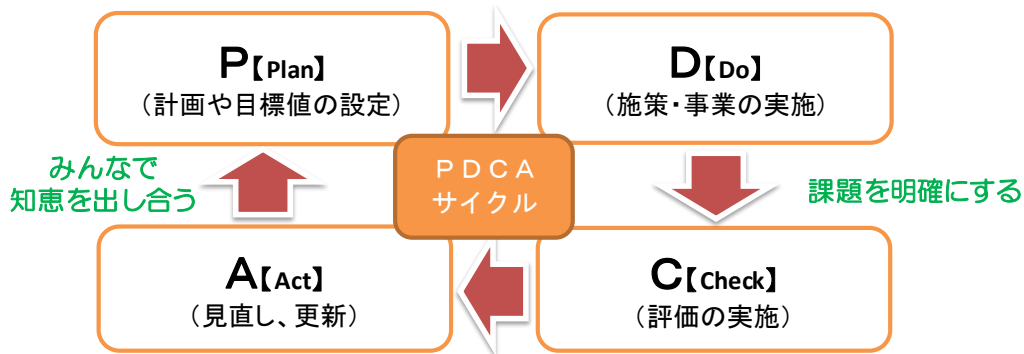 P【Plan】
（計画や目標値の設定）
D【Do】
（施策・事業の実施）
みんなで
知恵を出し合う
PDCA
サイクル
課題を明確にする
A【Act】
（見直し、更新）
C【Check】
（評価の実施）